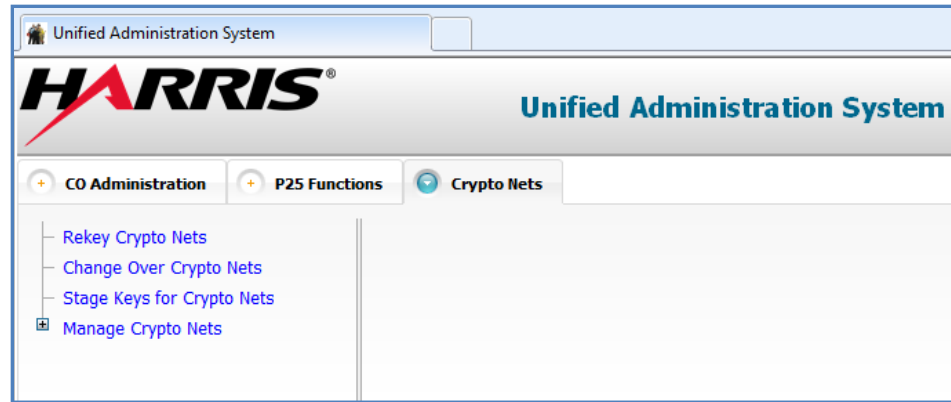 Unified Administration System
HARRIS®
Unified Administration System
CO Administration P25 Functions Crypto Nets
Rekey Crypto Nets
Change Over Crypto Nets
Stage Keys for Crypto Nets
Manage Crypto Nets